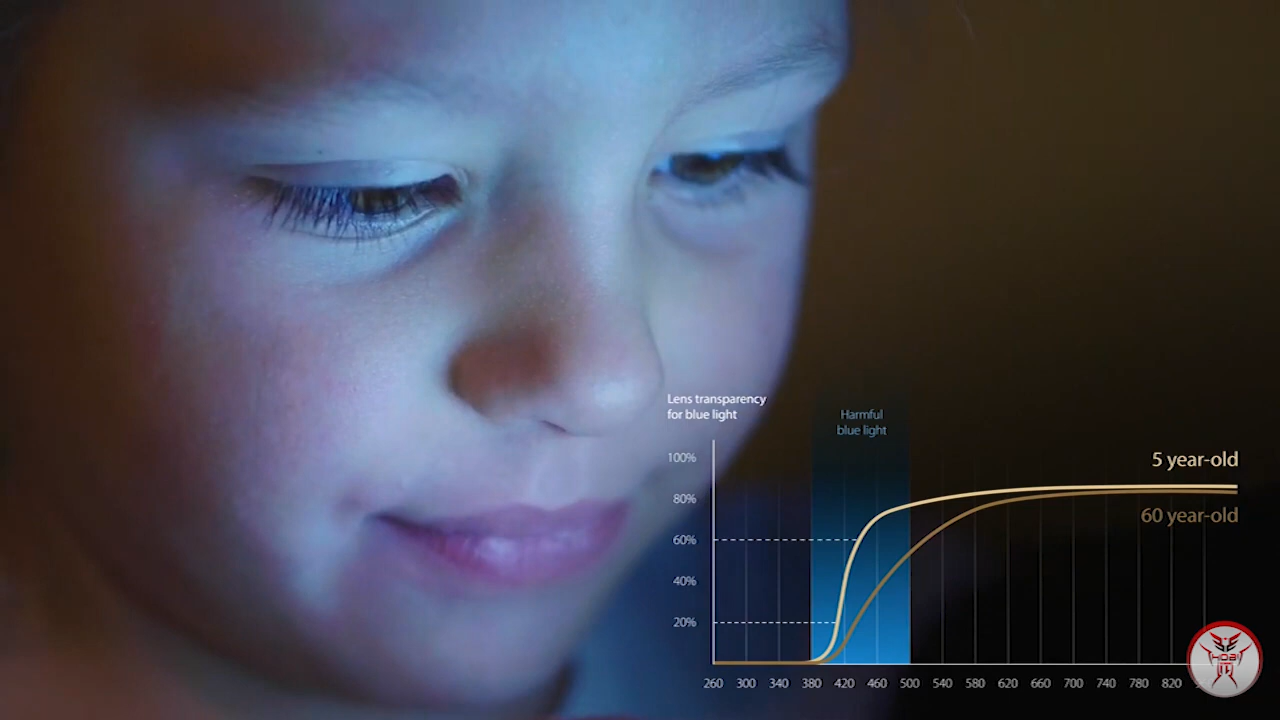 Lens transparency
for blue light
Harmful
blue light
100%
80%
60%
40%
20%
5 year-old
60 year-old
260 300 340 380 420 460 500 540 580 620 660 700 740 780 820
HOBI